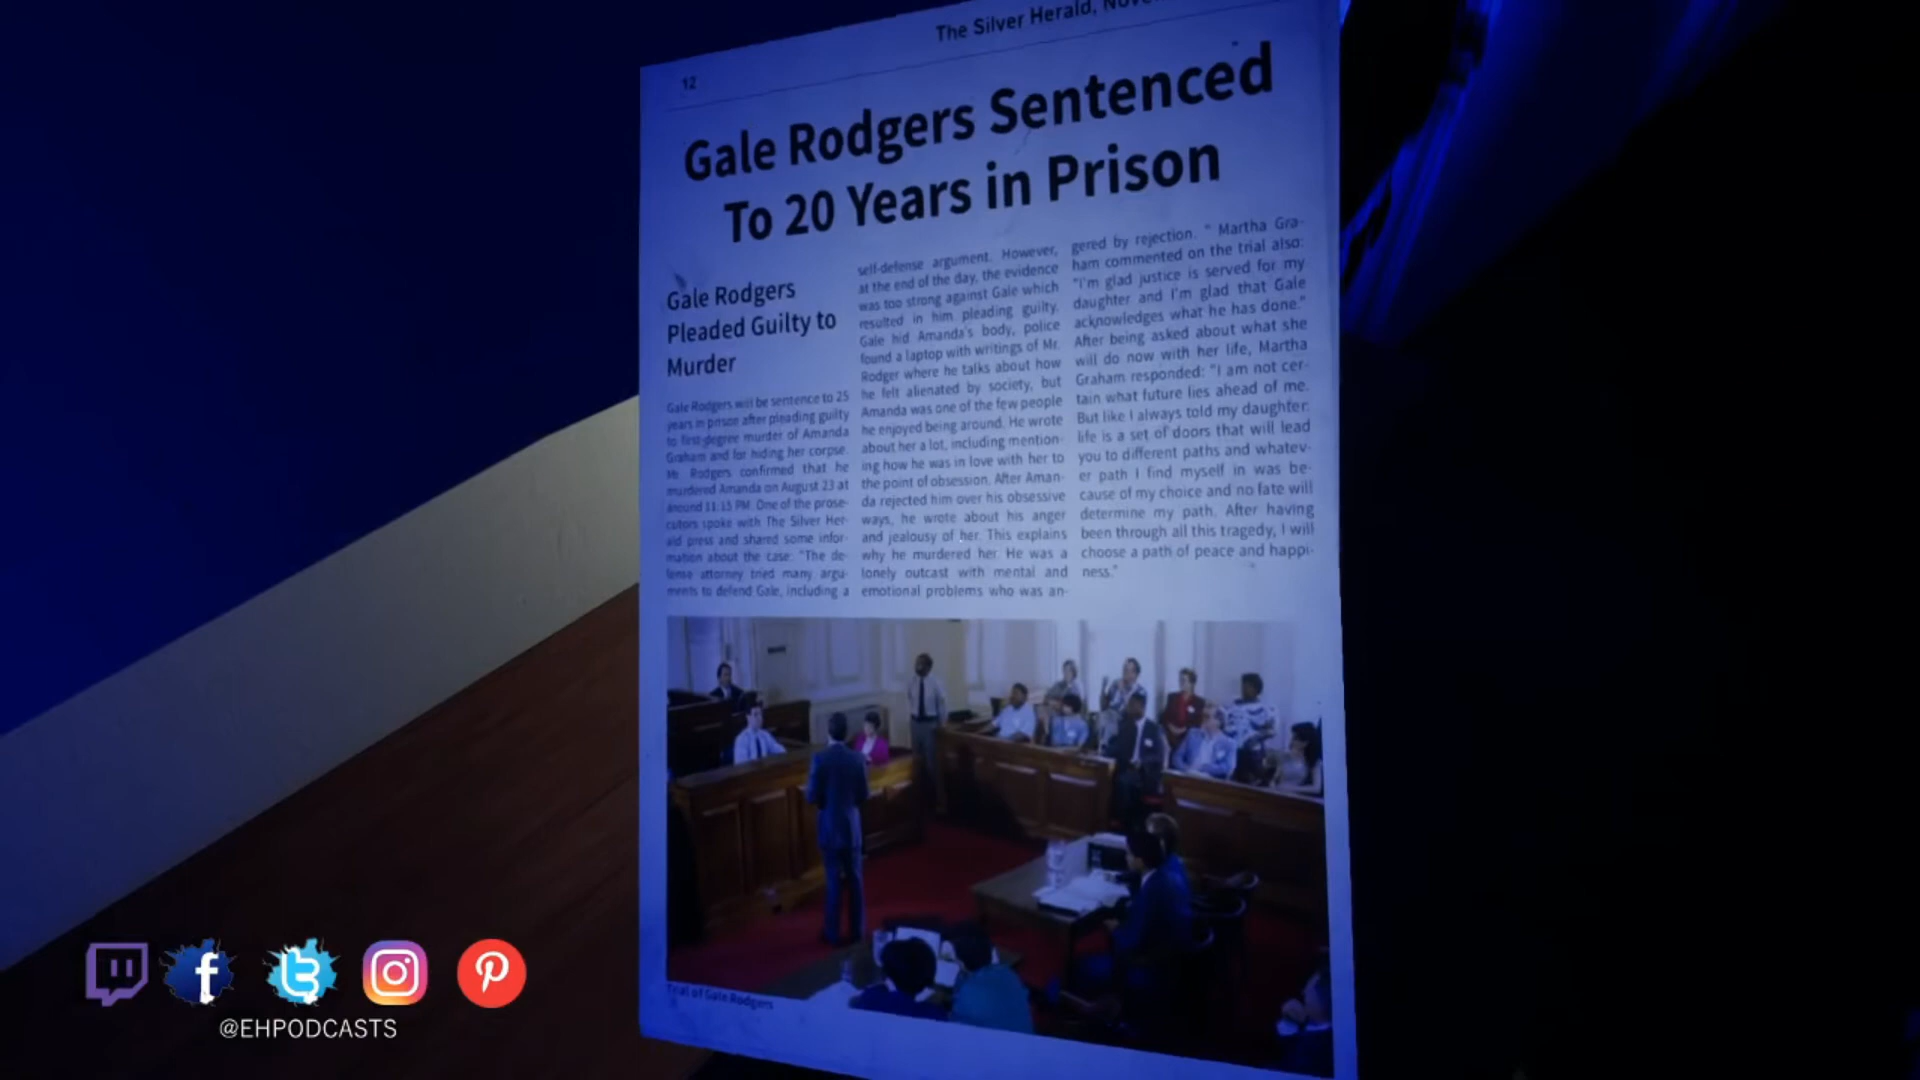 The Silver Herald,
12
Gale Rodgers Sentenced
To 20 Years in Prison
Gale Rodgers
Pleaded Guilty to
Murder
Gale Rodgers will be sentence to 25
years in prison after pleading guilty
to first-degree murder of Amanda
Graham and for hiding her corpse.
Mr. Rodgers confirmed that he
murdered Amanda on August 23 at
around 11:15 PM. One of the prose-
cutors spoke with The Silver Her-
ald press and shared some infor-
mation about the case: "The de-
fense attorney tried many argu-
ments to defend Gale, including a
self-defense argument. However,
at the end of the day, the evidence
was too strong against Gale which
resulted in him pleading guilty.
Gale hid Amanda's body, police
found a laptop with writings of Mr.
Rodger where he talks about how
he felt alienated by society, but
Amanda was one of the few people
he enjoyed being around. He wrote
about her a lot, including mention-
ing how he was in love with her to
the point of obsession. After Aman-
da rejected him over his obsessive
ways, he wrote about his anger
and jealousy of her. This explains
why he murdered her. He was a
lonely outcast with mental and
emotional problems who was an-
gered by rejection. " Martha Gra-
ham commented on the trial also:
"I'm glad justice is served for my
daughter and I'm glad that Gale
acknowledges what he has done."
After being asked about what she
will do now with her life, Martha
Graham responded: "I am not cer-
tain what future lies ahead of me.
But like I always told my daughter:
life is a set of doors that will lead
you to different paths and whatev-
er path I find myself in was be-
cause of my choice and no fate will
determine my path. After having
been through all this tragedy, I will
choose a path of peace and happi-
ness."
Trial of Gale Rodgers
@EHPODCASTS